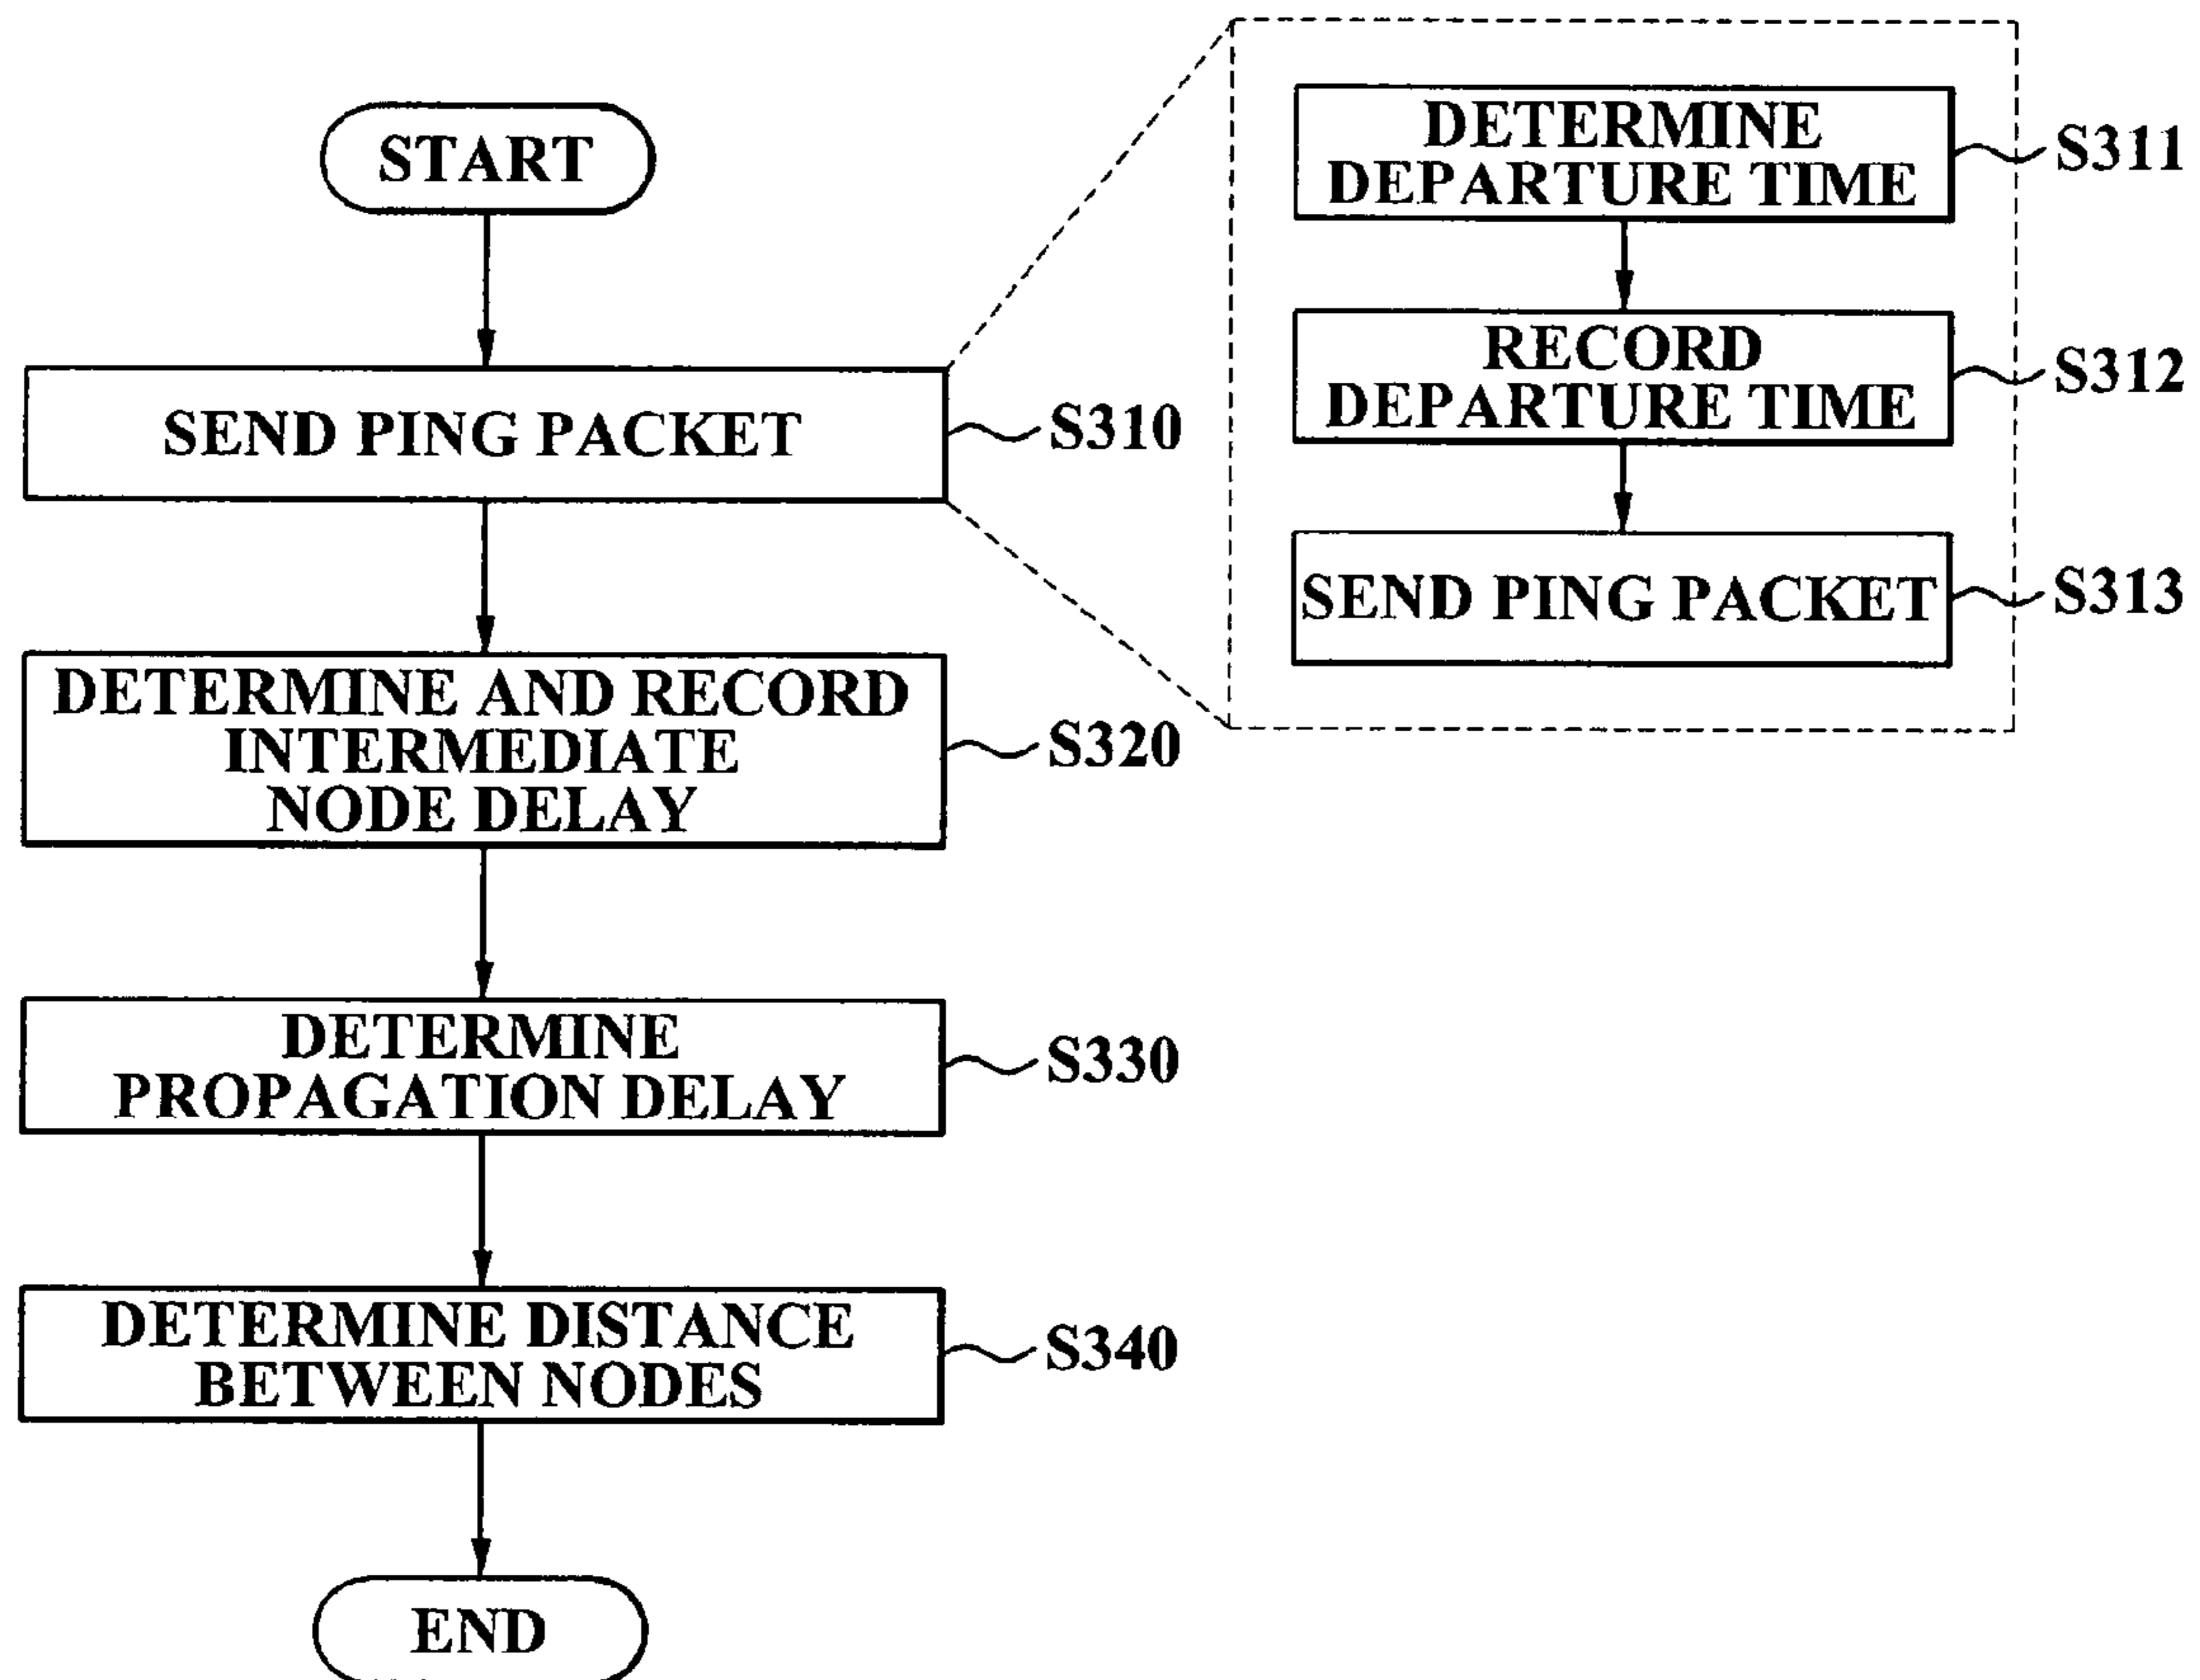 START
SEND PING PACKET
S310
DETERMINE AND RECORD
INTERMEDIATE
NODE DELAY
S320
DETERMINE
PROPAGATION DELAY
S330
DETERMINE DISTANCE
BETWEEN NODES
S340
END
DETERMINE
DEPARTURE TIME
S311
RECORD
DEPARTURE TIME
S312
SEND PING PACKET
S313